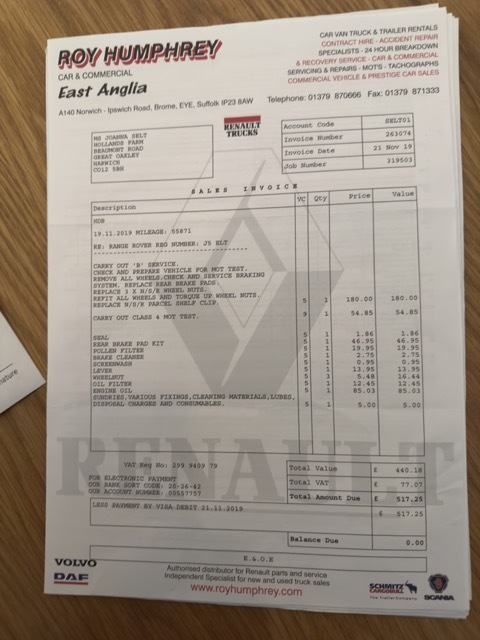 ROY HUMPHREY
CAR & COMMERCIAL
East Anglia
CAR VAN TRUCK & TRAILER RENTALS
CONTRACT HIRE - ACCIDENT REPAIR
SPECIALISTS - 24 HOUR BREAKDOWN
& RECOVERY SERVICE - CAR & COMMERCIAL
SERVICING & REPAIRS - MOT'S - TACHOGRAPHS
COMMERCIAL VEHICLE & PRESTIGE CAR SALES
A140 Norwich - Ipswich Road, Brome, EYE, Suffolk IP23 8AW
Telephone: 01379 870666 Fax: 01379 871333
MS JOANNA SELT
HOLLANDS FARM
BEAUMONT ROAD
GREAT OAKLEY
HARWICH
CO12 5BH
RENAULT
TRUCKS
Account Code SELT01
Invoice Number 263074
Invoice Date 21 Nov 19
Job Number 319503
SALES INVOICE
Description VC Qty Price Value
MDB
19.11.2019 MILEAGE: 55871
RE: RANGE ROVER REG NUMBER: J5 ELT
CARRY OUT 'B' SERVICE.
CHECK AND PREPARE VEHICLE FOR MOT TEST.
REMOVE ALL WHEELS,CHECK AND SERVICE BRAKING
SYSTEM. REPLACE REAR BRAKE PADS.
REPLACE 3 X N/S/R WHEEL NUTS.
REFIT ALL WHEELS AND TORQUE UP WHEEL NUTS.
REPLACE N/S/R PARCEL SHELF CLIP. 5 1 180.00 180.00
CARRY OUT CLASS 4 MOT TEST. 9 1 54.85 54.85
SEAL 5 1 1.86 1.86
REAR BRAKE PAD KIT 5 1 46.95 46.95
POLLEN FILTER 5 1 19.95 19.95
BRAKE CLEANER 5 1 2.75 2.75
SCREENWASH 5 1 0.95 0.95
LEVER 5 1 13.95 13.95
WHEELNUT 5 3 5.48 16.44
OIL FILTER 5 1 12.45 12.45
ENGINE OIL 5 1 85.03 85.03
SUNDRIES,VARIOUS FIXINGS,CLEANING MATERIALS,LUBES,
DISPOSAL CHARGES AND CONSUMABLES. 5 1 5.00 5.00
RENAULT
VAT Reg No: 299 9409 79
FOR ELECTRONIC PAYMENT
OUR BANK SORT CODE: 20-26-62
OUR ACCOUNT NUMBER: 00557757
Total Value £ 440.18
Total VAT £ 77.07
Total Amount Due £ 517.25
LESS PAYMENT BY VISA DEBIT 21.11.2019 £ 517.25
Balance Due 0.00
E.&O.E
VOLVO
DAF
Authorised distributor for Renault parts and service
Independent Specialist for new and used truck sales
www.royhumphrey.com
SCHMITZ
CARGOBULL
The Trailer Company
SCANIA
nature